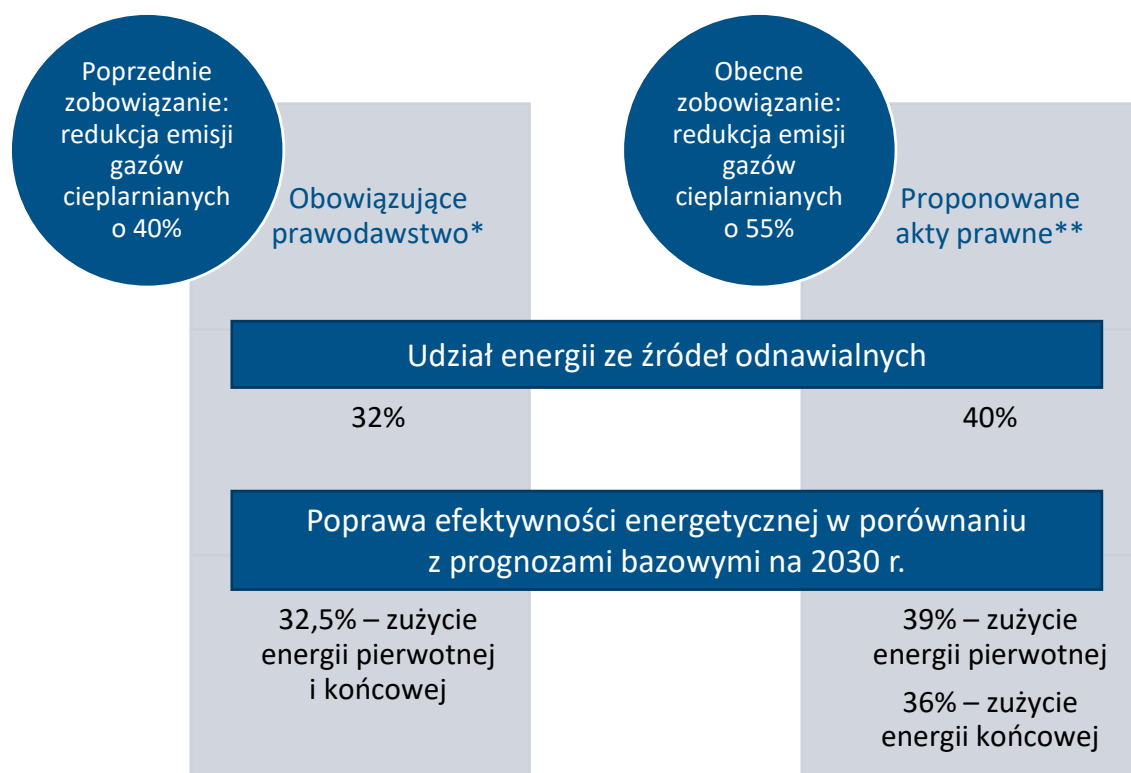 Poprzednie
zobowiązanie:
redukcja emisji
gazów
cieplarnianych
o 40%
Obowiązujące
prawodawstwo*
Obecne
zobowiązanie:
redukcja emisji
gazów
cieplarnianych
o 55%
Proponowane
akty prawne**
Udział energii ze źródeł odnawialnych
32%
40%
Poprawa efektywności energetycznej w porównaniu
z prognozami bazowymi na 2030 r.
32,5% – zużycie
energii pierwotnej
i końcowej
39% – zużycie
energii pierwotnej
36% – zużycie
energii końcowej